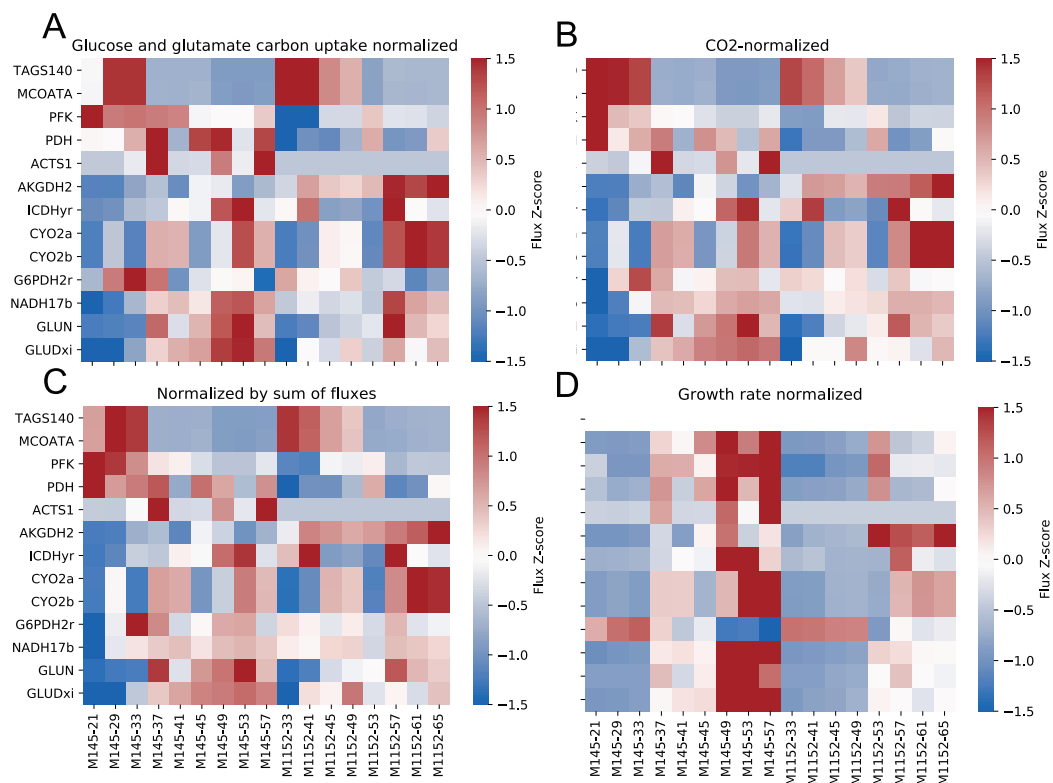 A
Glucose and glutamate carbon uptake normalized
TAGS140
MCOATA
PFK
PDH
ACTS1
AKGDH2
ICDHyr
CYO2a
CYO2b
G6PDH2r
NADH17b
GLUN
GLUDxi
1.5
1.0
0.5
0.0
−0.5
−1.0
−1.5
Flux Z-score
B
CO2-normalized
1.5
1.0
0.5
0.0
−0.5
−1.0
−1.5
Flux Z-score
C
Normalized by sum of fluxes
TAGS140
MCOATA
PFK
PDH
ACTS1
AKGDH2
ICDHyr
CYO2a
CYO2b
G6PDH2r
NADH17b
GLUN
GLUDxi
M145-21
M145-29
M145-33
M145-37
M145-41
M145-45
M145-49
M145-53
M145-57
M1152-33
M1152-41
M1152-45
M1152-49
M1152-53
M1152-57
M1152-61
M1152-65
1.5
1.0
0.5
0.0
−0.5
−1.0
−1.5
Flux Z-score
D
Growth rate normalized
M145-21
M145-29
M145-33
M145-37
M145-41
M145-45
M145-49
M145-53
M145-57
M1152-33
M1152-41
M1152-45
M1152-49
M1152-53
M1152-57
M1152-61
M1152-65
1.5
1.0
0.5
0.0
−0.5
−1.0
−1.5
Flux Z-score